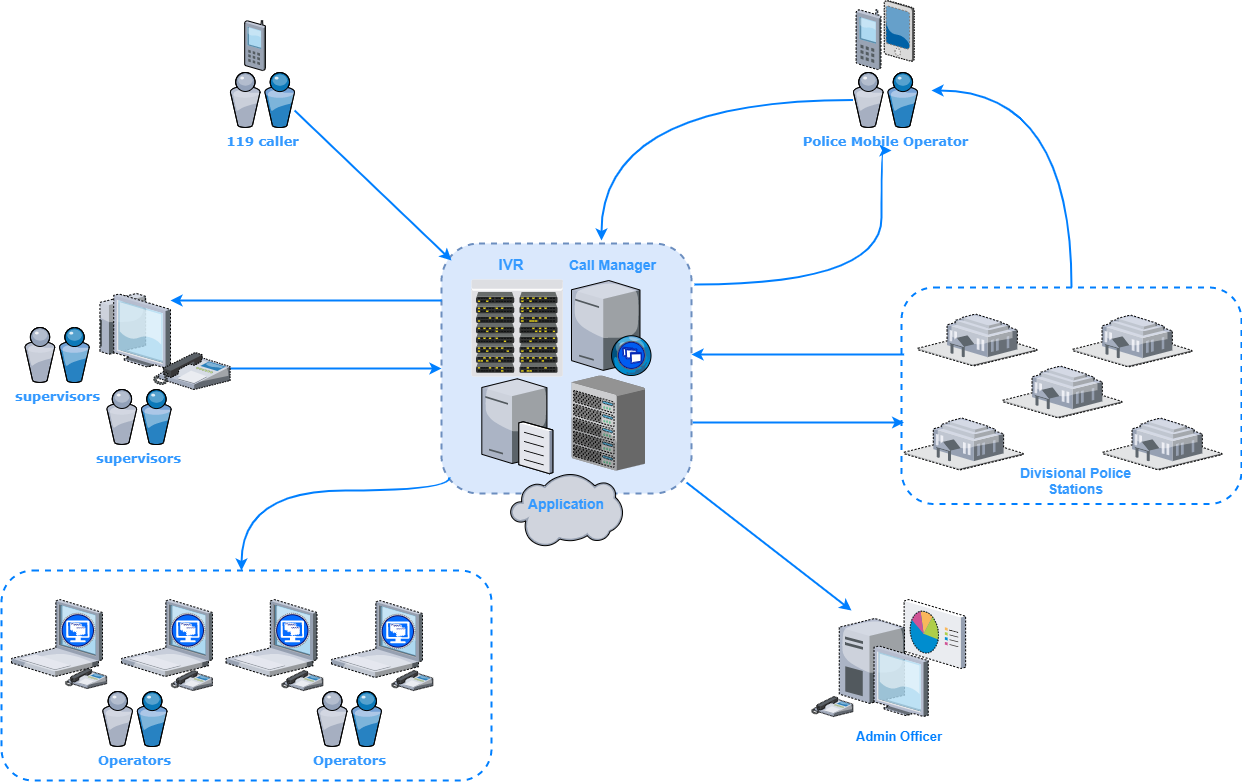 119 caller
Police Mobile Operator
IVR
Call Manager
supervisors
supervisors
Divisional Police
Stations
Application
Operators
Operators
Admin Officer